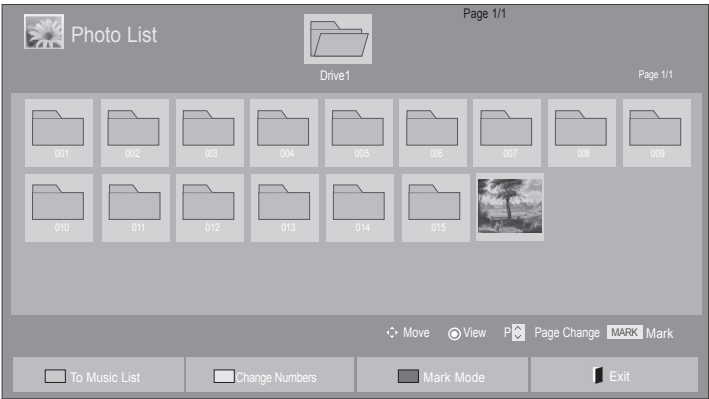 Page 1/1
Photo List
Drive1
Page 1/1
001 002 003 004 005 006 007 008 009
010 011 012 013 014 015
Move View P Page Change MARK Mark
To Music List Change Numbers Mark Mode Exit